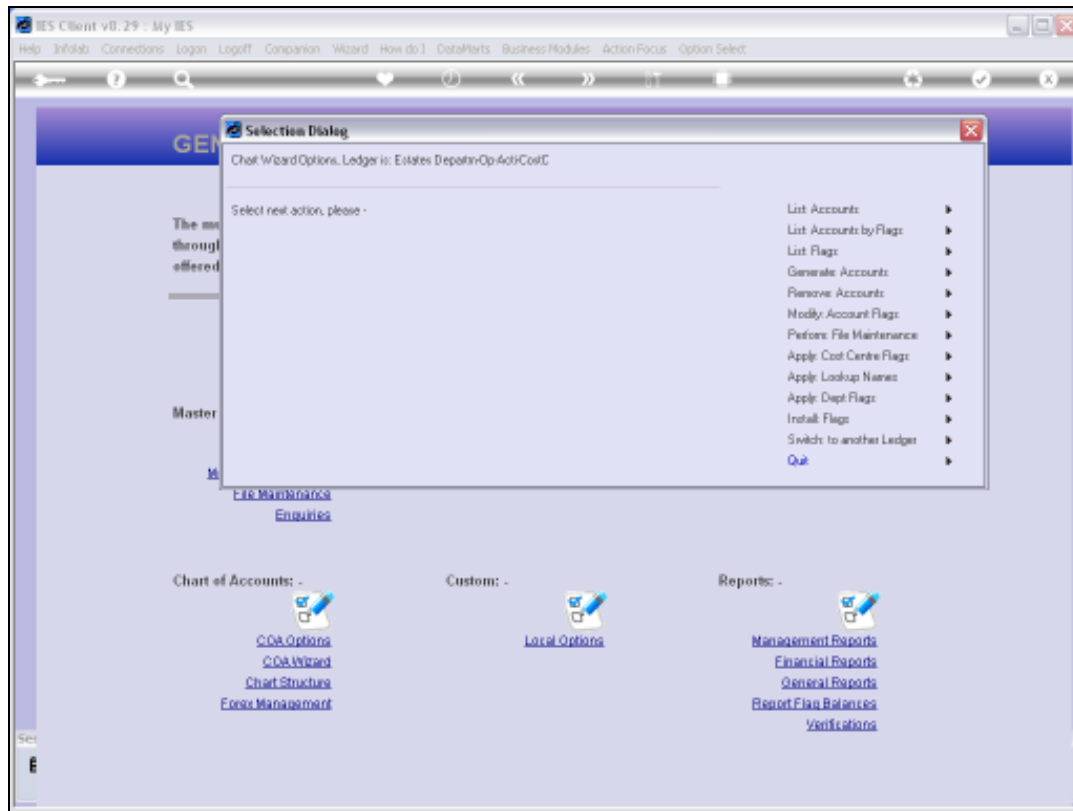 IES Client v8.29 : My IES
Help Infolab Connections Logon Logoff Companion Wizard How do I DataMarts Business Modules Action Focus Option Select
GEN
Selection Dialog
Chart Wizard Options, Ledger is: Estates Departm-Op-Acti-CostC
Select next action, please -
List: Accounts
List: Accounts by Flags
List: Flags
Generate: Accounts
Remove: Accounts
Modify: Account Flags
Perform: File Maintenance
Apply: Cost Centre Flags
Apply: Lookup Names
Apply: Dept Flags
Install: Flags
Switch: to another Ledger
Quit
The
through
offered
Master
M
File Maintenance
Enquiries
Chart of Accounts: -
COA Options
COA Wizard
Chart Structure
Forex Management
Custom: -
Local Options
Reports: -
Management Reports
Financial Reports
General Reports
Report Flag Balances
Verifications
Se